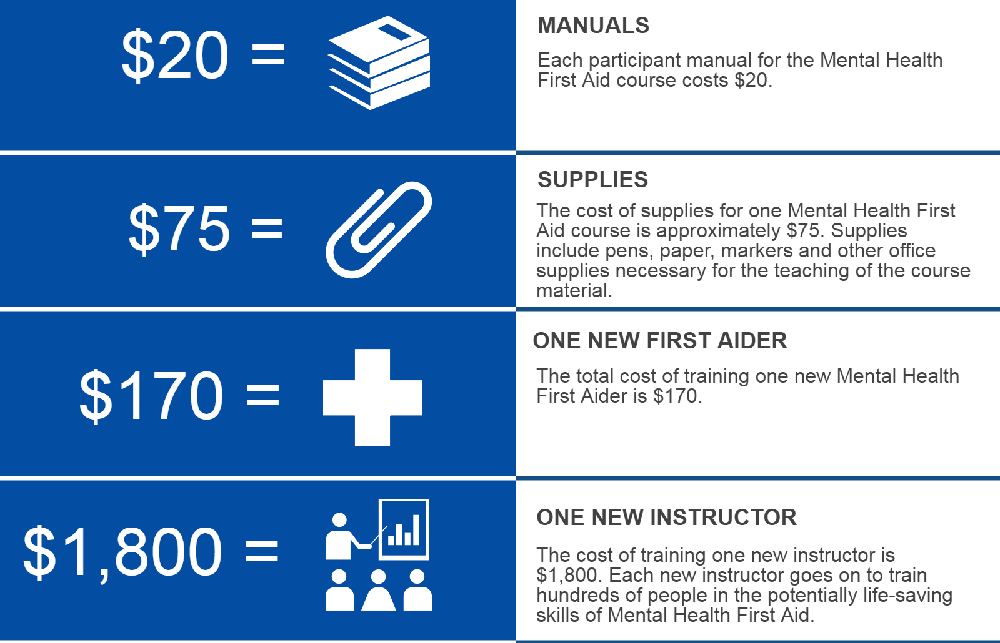 $20 =
MANUALS
Each participant manual for the Mental Health
First Aid course costs $20.
$75 =
SUPPLIES
The cost of supplies for one Mental Health First
Aid course is approximately $75. Supplies
include pens, paper, markers and other office
supplies necessary for the teaching of the course
material.
$170 =
ONE NEW FIRST AIDER
The total cost of training one new Mental Health
First Aider is $170.
$1,800 =
ONE NEW INSTRUCTOR
The cost of training one new instructor is
$1,800. Each new instructor goes on to train
hundreds of people in the potentially life-saving
skills of Mental Health First Aid.